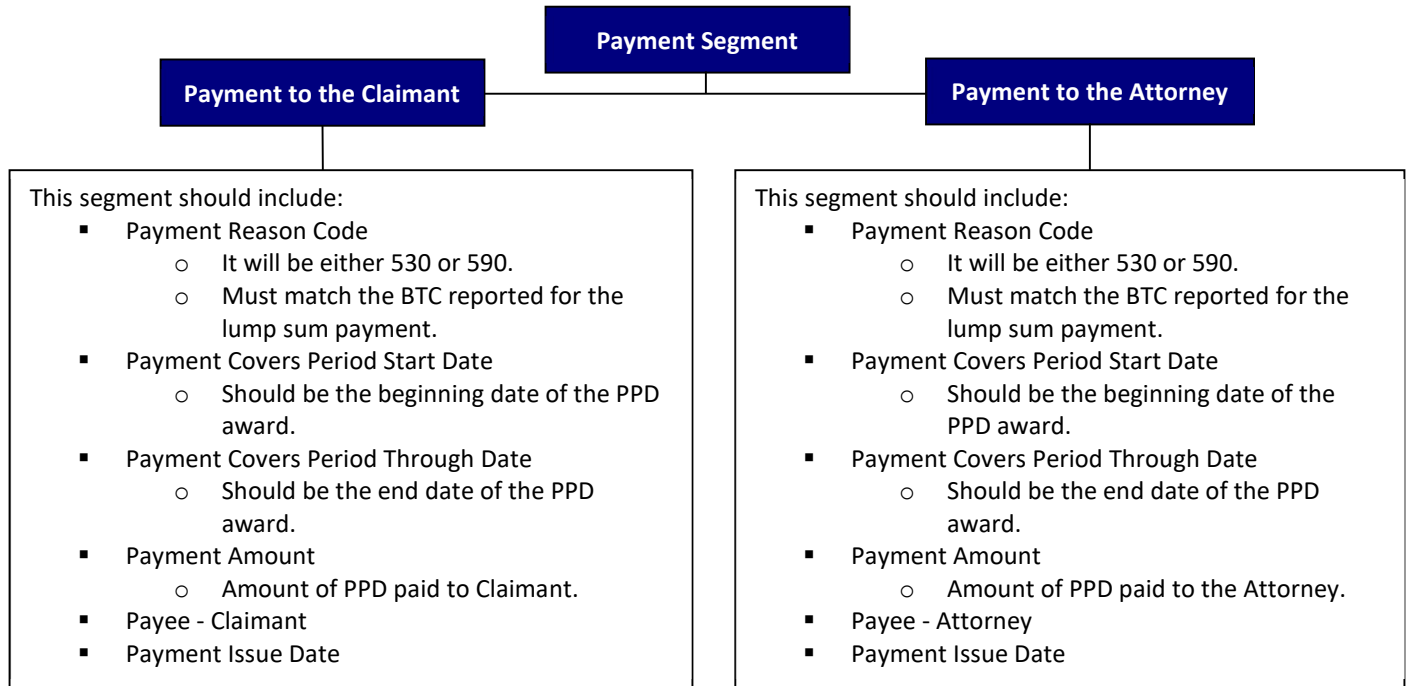 Payment Segment
Payment to the Claimant
Payment to the Attorney
This segment should include:
▪ Payment Reason Code
o It will be either 530 or 590.
o Must match the BTC reported for the
lump sum payment.
▪ Payment Covers Period Start Date
o Should be the beginning date of the PPD
award.
▪ Payment Covers Period Through Date
o Should be the end date of the PPD
award.
▪ Payment Amount
o Amount of PPD paid to Claimant.
▪ Payee - Claimant
▪ Payment Issue Date
This segment should include:
▪ Payment Reason Code
o It will be either 530 or 590.
o Must match the BTC reported for the
lump sum payment.
▪ Payment Covers Period Start Date
o Should be the beginning date of the
PPD award.
▪ Payment Covers Period Through Date
o Should be the end date of the PPD
award.
▪ Payment Amount
o Amount of PPD paid to the Attorney.
▪ Payee - Attorney
▪ Payment Issue Date